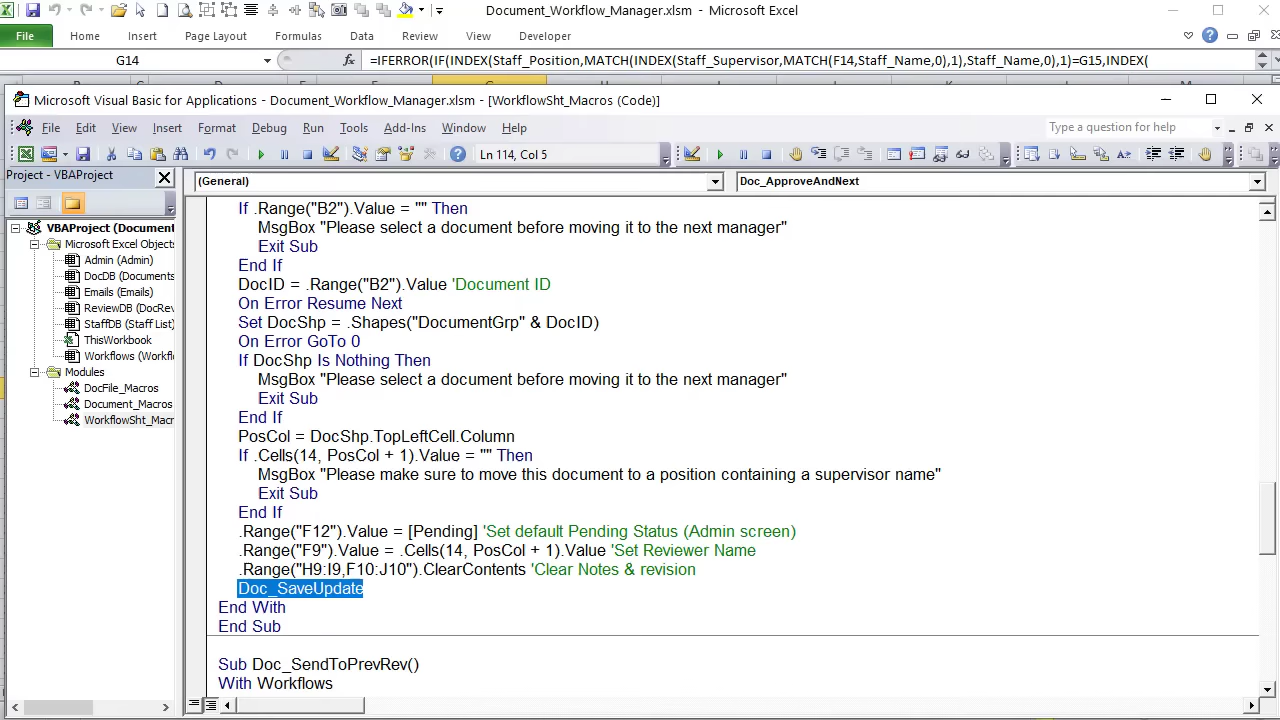 Document_Workflow_Manager.xlsm - Microsoft Excel
File Home Insert Page Layout Formulas Data Review View Developer
G14 fx =IFERROR(IF(INDEX(Staff_Position,MATCH(INDEX(Staff_Supervisor,MATCH(F14,Staff_Name,0),1),Staff_Name,0),1)=G15,INDEX(
Microsoft Visual Basic for Applications - Document_Workflow_Manager.xlsm - [WorkflowSht_Macros (Code)]
File Edit View Insert Format Debug Run Tools Add-Ins Window Help Type a question for help
Ln 114, Col 5
Project - VBAProject
(General) Doc_ApproveAndNext
VBAProject (Document
Microsoft Excel Objects
Admin (Admin)
DocDB (Documents
Emails (Emails)
ReviewDB (DocRev
StaffDB (Staff List)
ThisWorkbook
Workflows (Workfl
Modules
DocFile_Macros
Document_Macros
WorkflowSht_Macr
If .Range("B2").Value = "" Then
MsgBox "Please select a document before moving it to the next manager"
Exit Sub
End If
DocID = .Range("B2").Value 'Document ID
On Error Resume Next
Set DocShp = .Shapes("DocumentGrp" & DocID)
On Error GoTo 0
If DocShp Is Nothing Then
MsgBox "Please select a document before moving it to the next manager"
Exit Sub
End If
PosCol = DocShp.TopLeftCell.Column
If .Cells(14, PosCol + 1).Value = "" Then
MsgBox "Please make sure to move this document to a position containing a supervisor name"
Exit Sub
End If
.Range("F12").Value = [Pending] 'Set default Pending Status (Admin screen)
.Range("F9").Value = .Cells(14, PosCol + 1).Value 'Set Reviewer Name
.Range("H9:I9,F10:J10").ClearContents 'Clear Notes & revision
Doc_SaveUpdate
End With
End Sub
Sub Doc_SendToPrevRev()
With Workflows